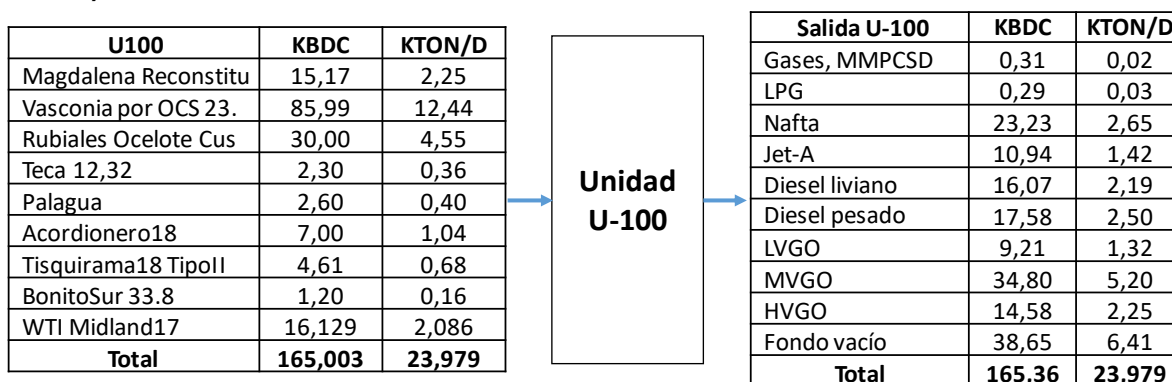 U100 KBDC KTON/D
Magdalena Reconstitu 15,17 2,25
Vasconia por OCS 23. 85,99 12,44
Rubiales Ocelote Cus 30,00 4,55
Teca 12,32 2,30 0,36
Palagua 2,60 0,40
Acordionero18 7,00 1,04
Tisquirama18 TipoII 4,61 0,68
BonitoSur 33.8 1,20 0,16
WTI Midland17 16,129 2,086
Total 165,003 23,979
Unidad
U-100
Salida U-100 KBDC KTON/D
Gases, MMPCSD 0,31 0,02
LPG 0,29 0,03
Nafta 23,23 2,65
Jet-A 10,94 1,42
Diesel liviano 16,07 2,19
Diesel pesado 17,58 2,50
LVGO 9,21 1,32
MVGO 34,80 5,20
HVGO 14,58 2,25
Fondo vacío 38,65 6,41
Total 165,36 23,979